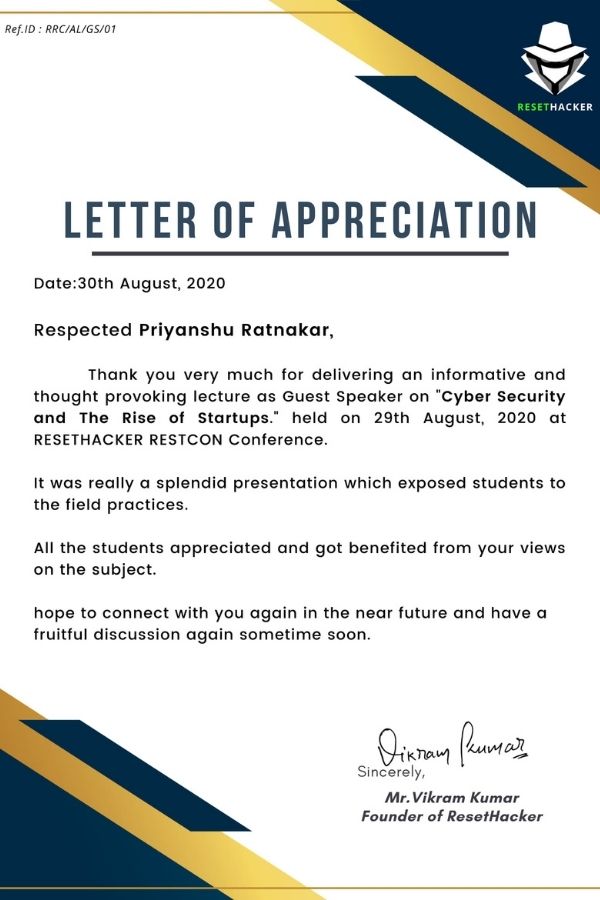 Ref.ID : RRC/AL/GS/01
RESETHACKER
LETTER OF APPRECIATION
Date:30th August, 2020
Respected Priyanshu Ratnakar,
Thank you very much for delivering an informative and
thought provoking lecture as Guest Speaker on "Cyber Security
and The Rise of Startups." held on 29th August, 2020 at
RESETHACKER RESTCON Conference.
It was really a splendid presentation which exposed students to
the field practices.
All the students appreciated and got benefited from your views
on the subject.
hope to connect with you again in the near future and have a
fruitful discussion again sometime soon.
Vikram Kumar
Sincerely,
Mr.Vikram Kumar
Founder of ResetHacker